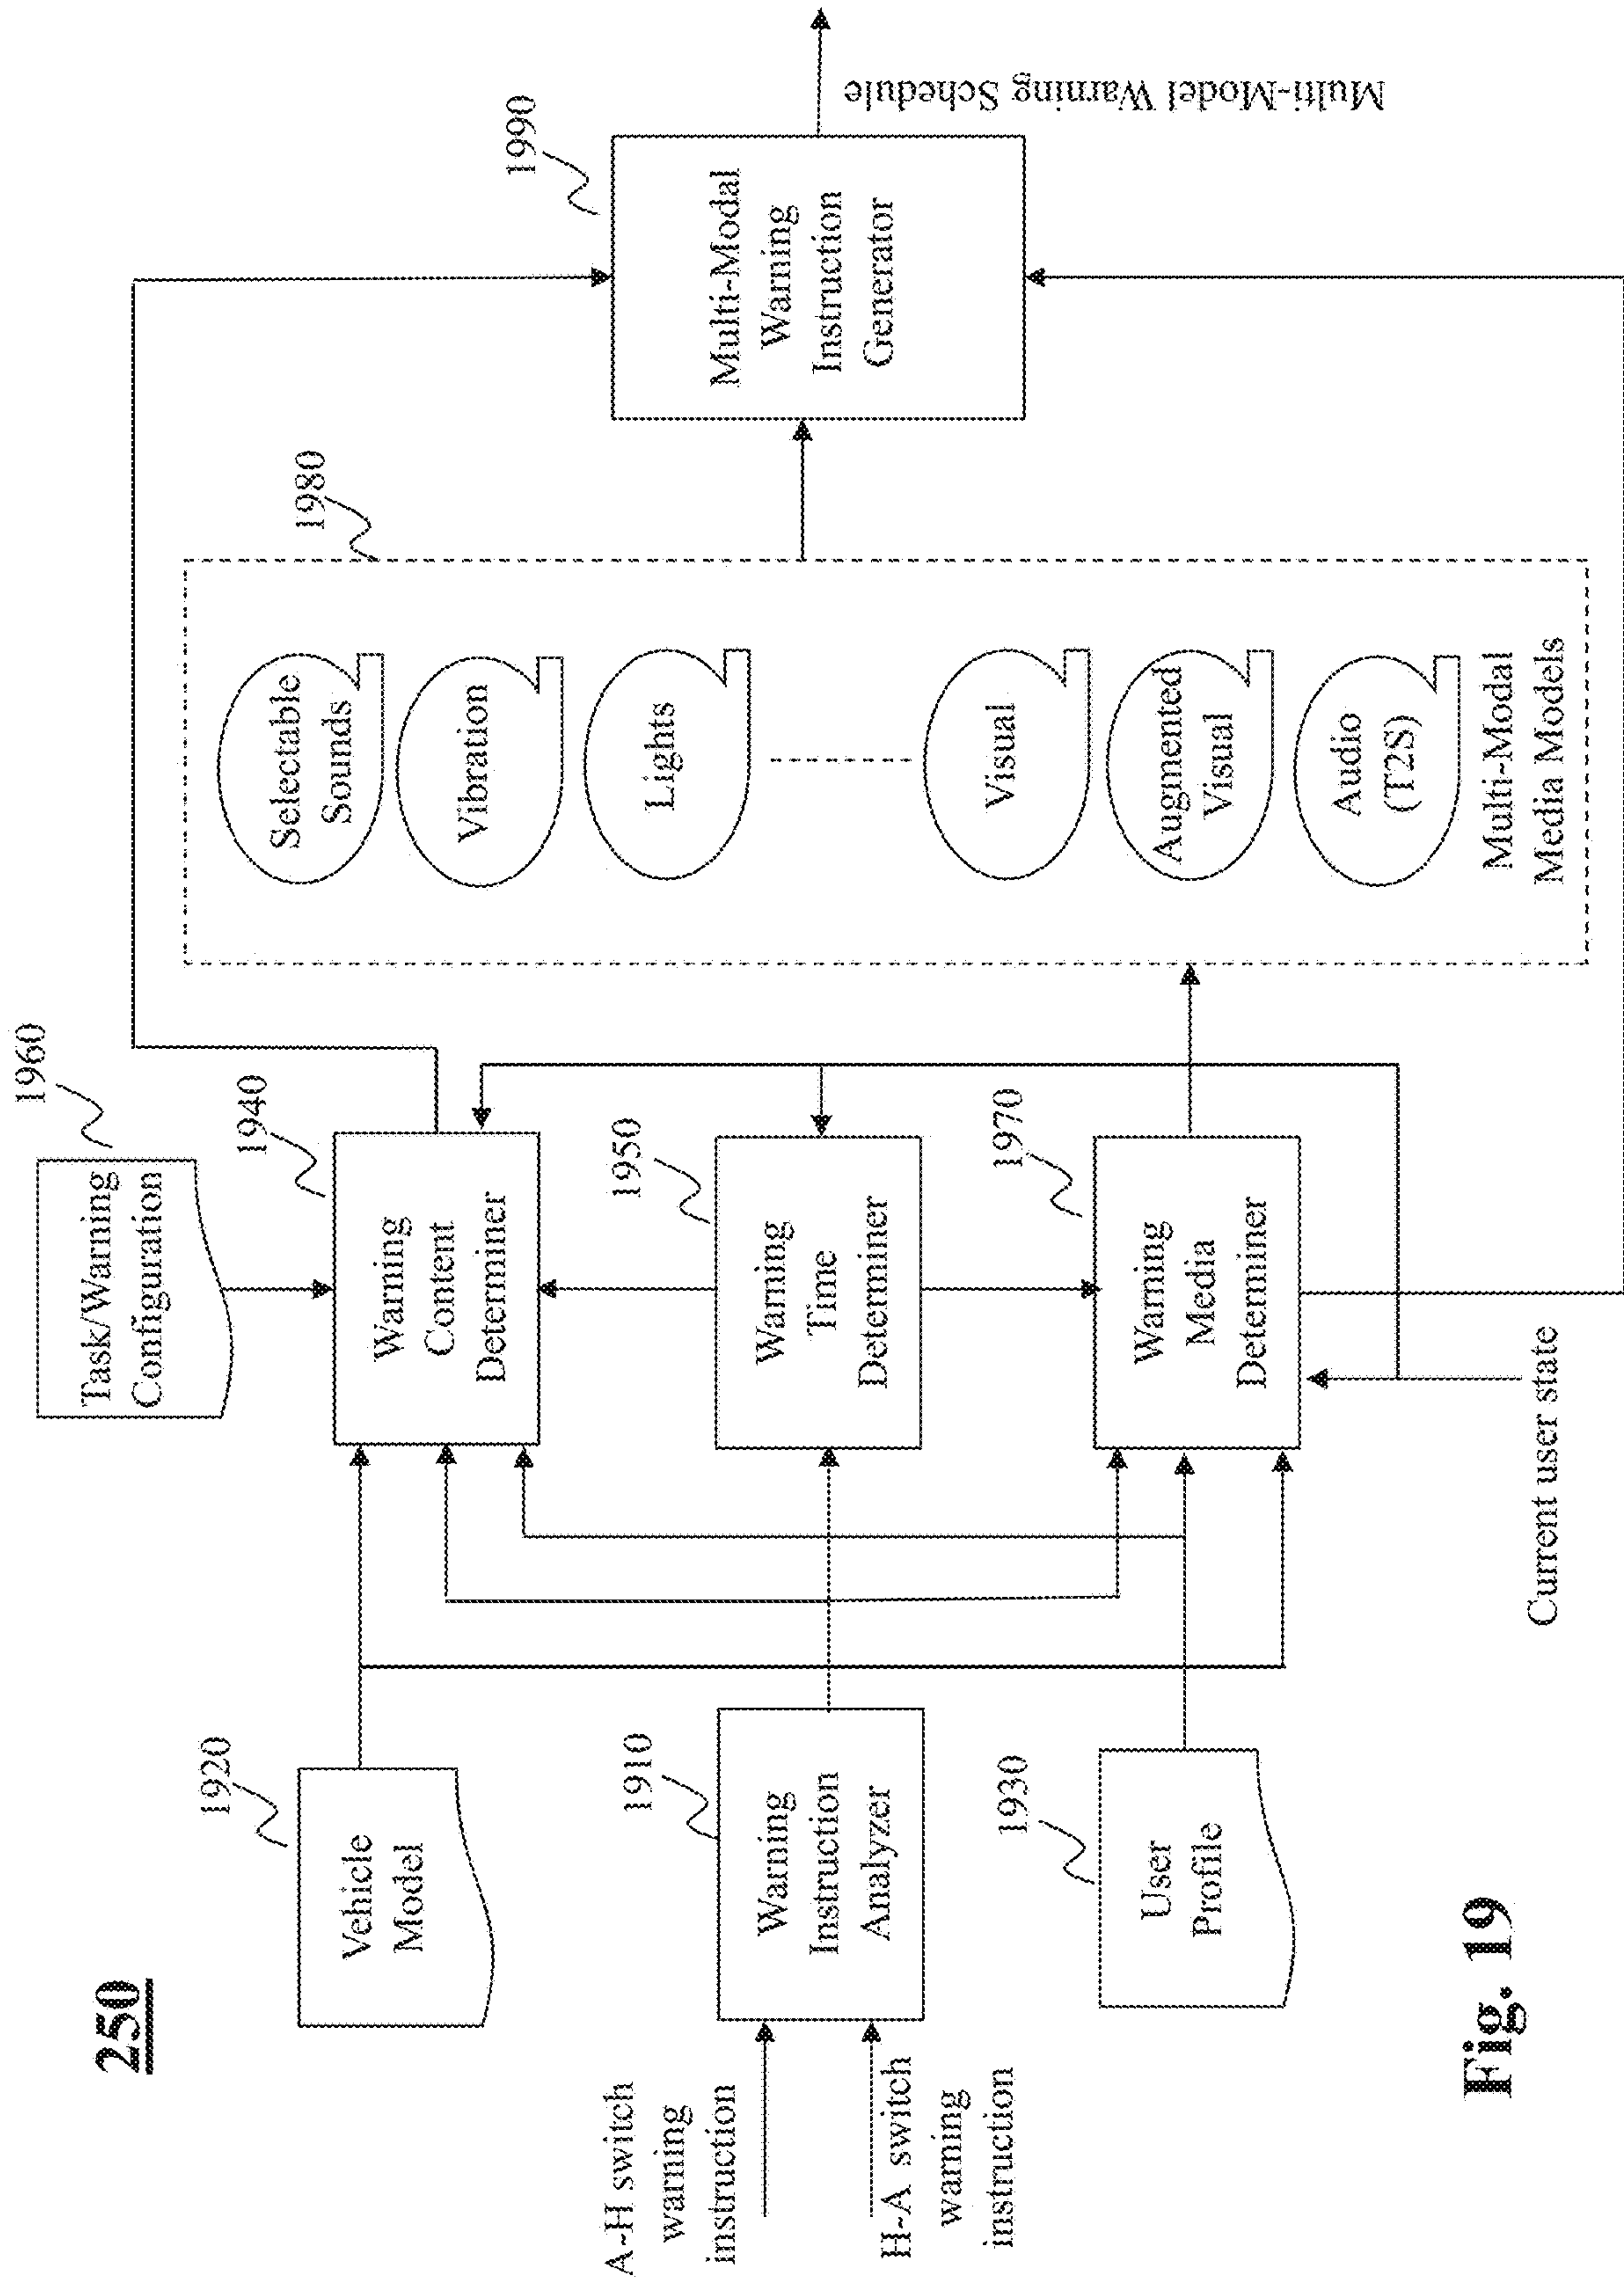 250
1960
Task/Warning
Configuration
1920
Vehicle
Model
1940
Warning
Content
Determiner
A-H switch
warning
instruction
H-A switch
warning
instruction
1910
Warning
Instruction
Analyzer
1950
Warning
Time
Determiner
1930
User
Profile
1970
Warning
Media
Determiner
Current user state
1980
Selectable
Sounds
Vibration
Lights
Visual
Augmented
Visual
Audio
(T2S)
Multi-Modal
Media Models
1990
Multi-Modal
Warning
Instruction
Generator
Multi-Model Warning Schedule
Fig. 19